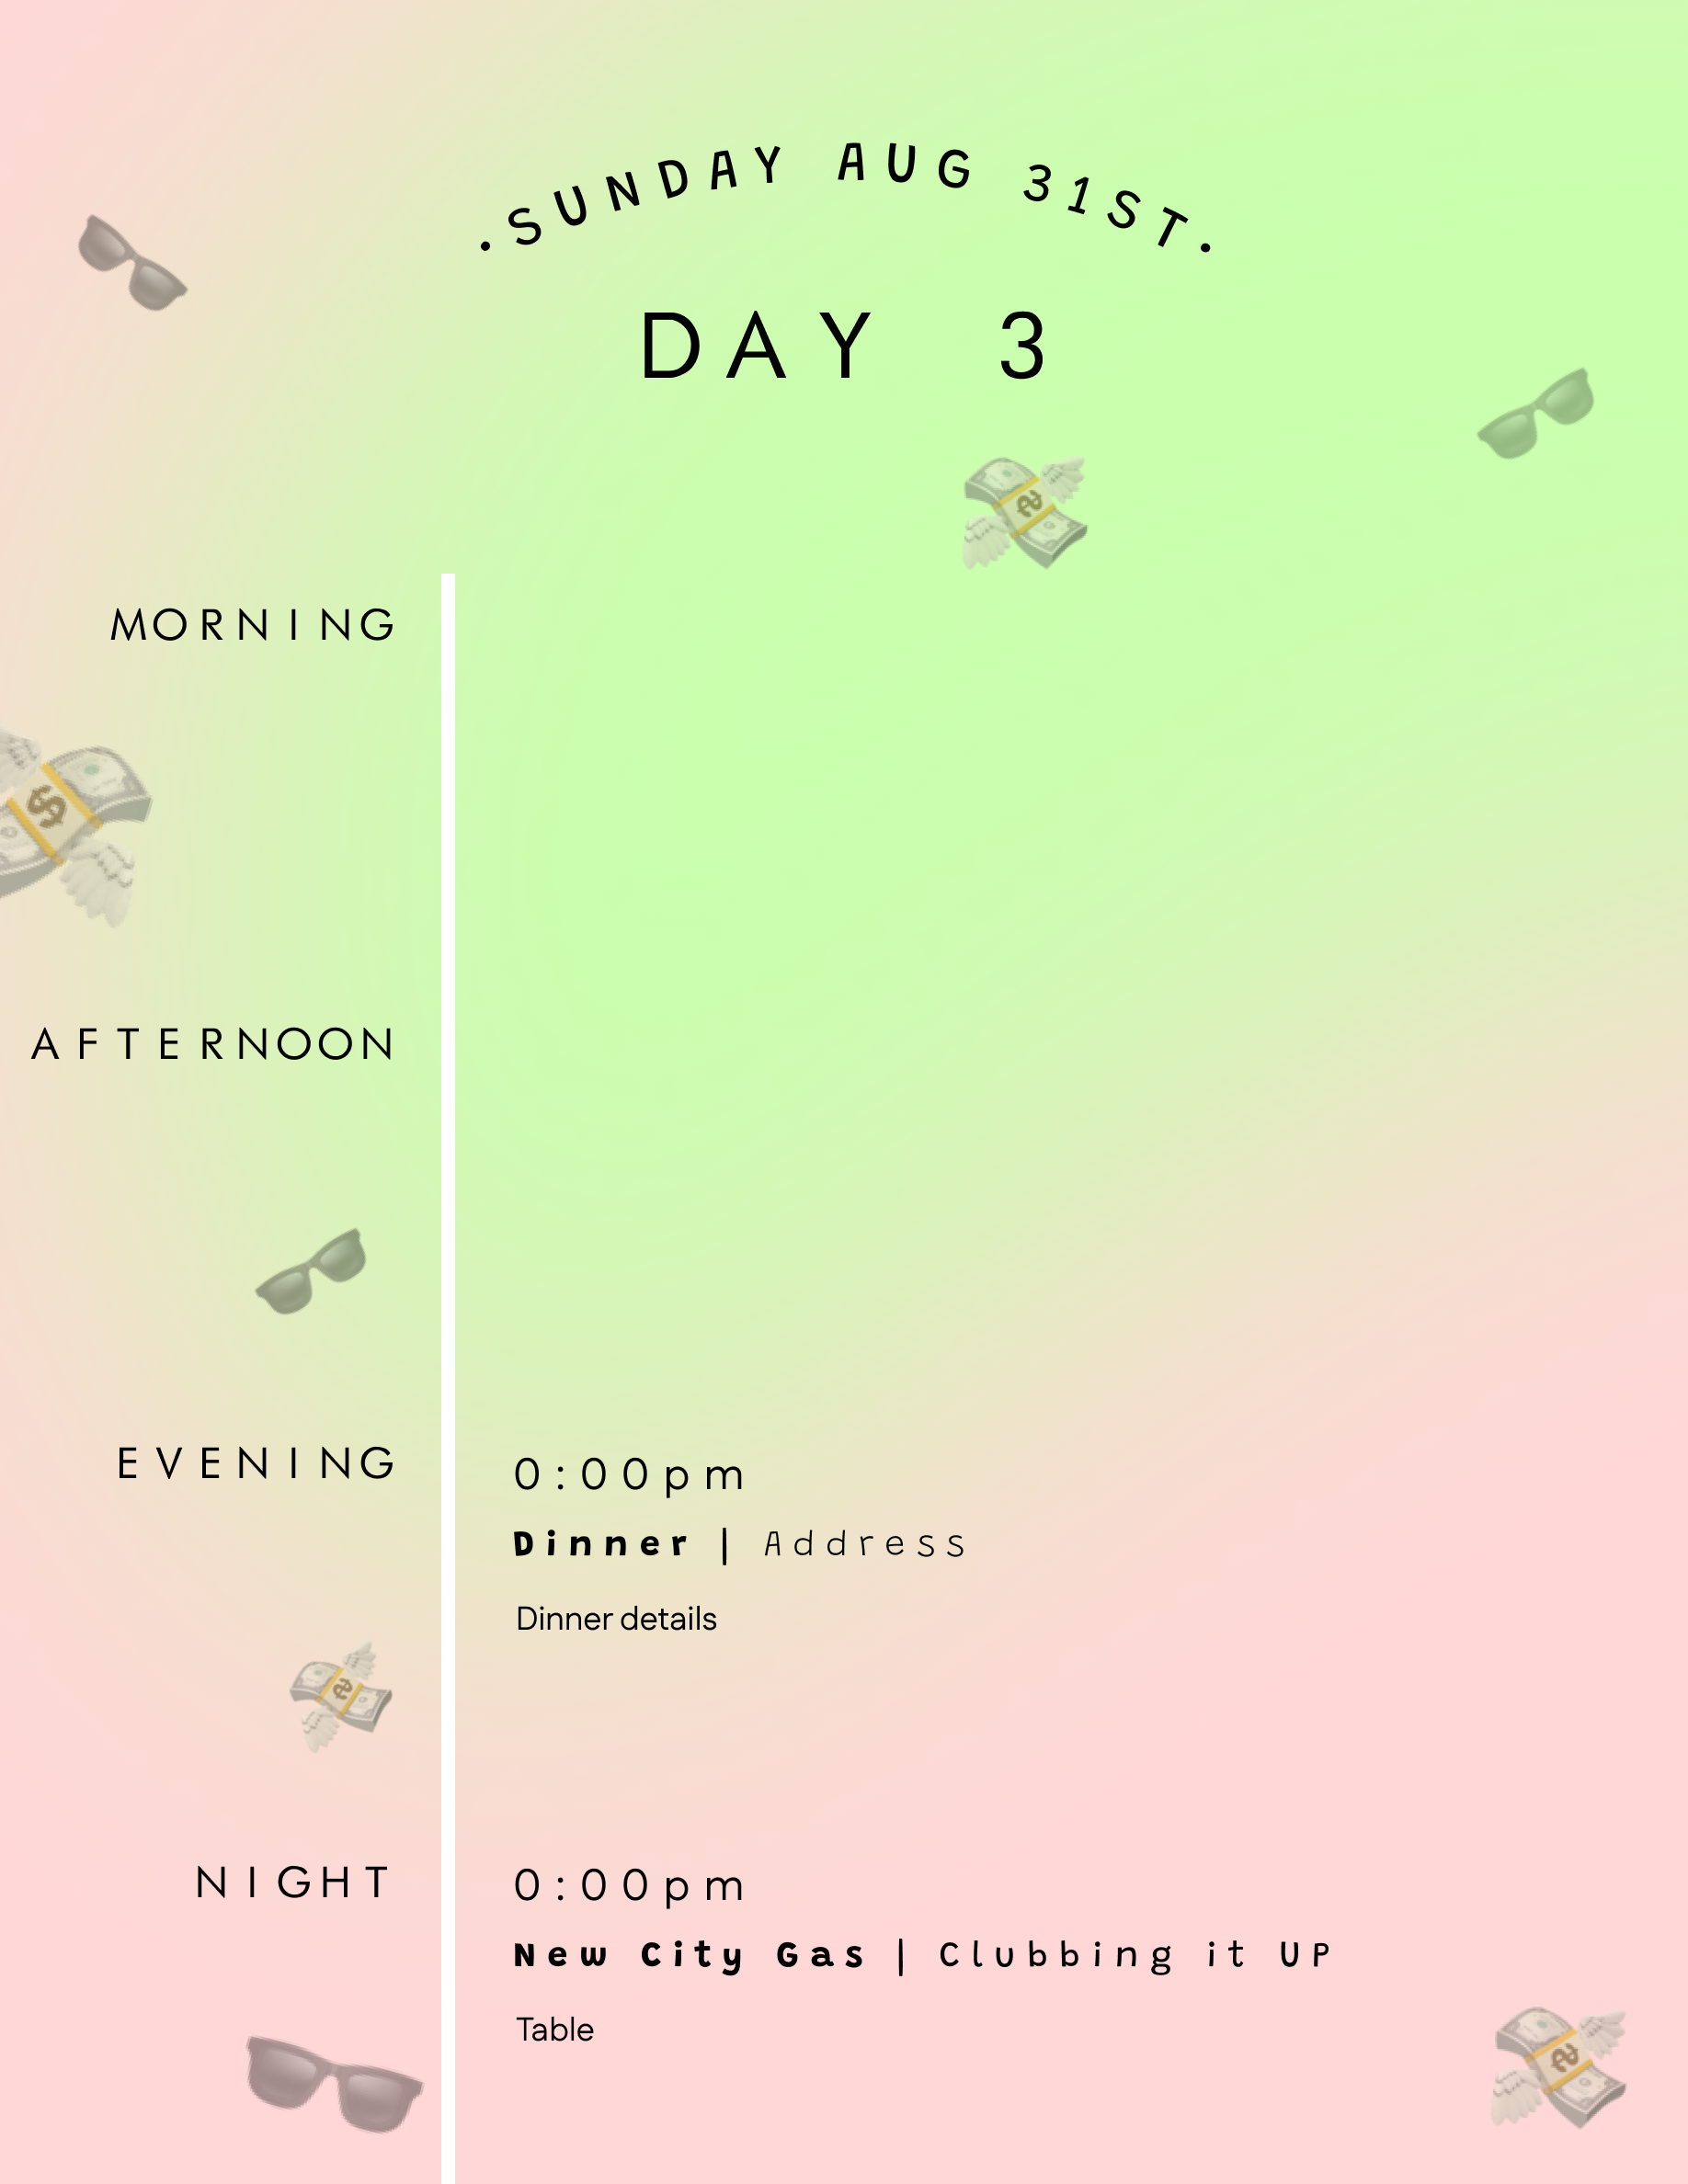 ·SUNDAY AUG 31ST·
DAY 3
MORNING
AFTERNOON
EVENING
0:00pm
Dinner | Address
Dinner details
NIGHT
0:00pm
New City Gas | Clubbing it UP
Table